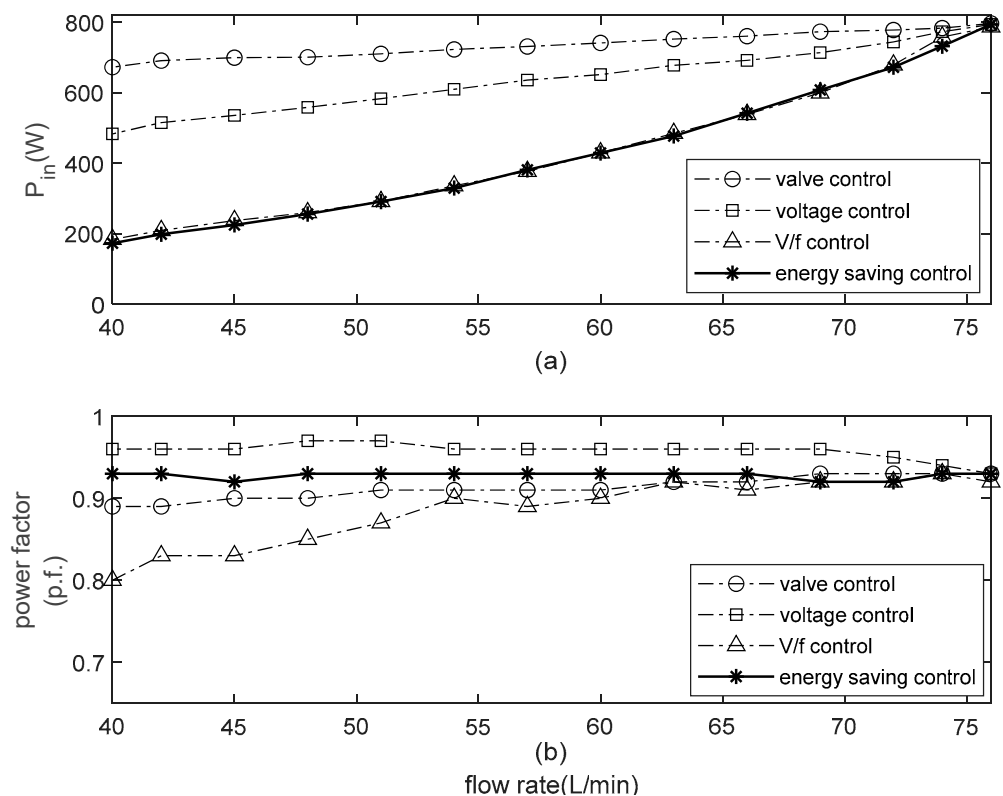 800
600
400
200
0
P_in(W)
valve control
voltage control
V/f control
energy saving control
40 45 50 55 60 65 70 75
(a)
1
0.9
0.8
0.7
power factor
(p.f.)
valve control
voltage control
V/f control
energy saving control
40 45 50 55 60 65 70 75
(b)
flow rate(L/min)